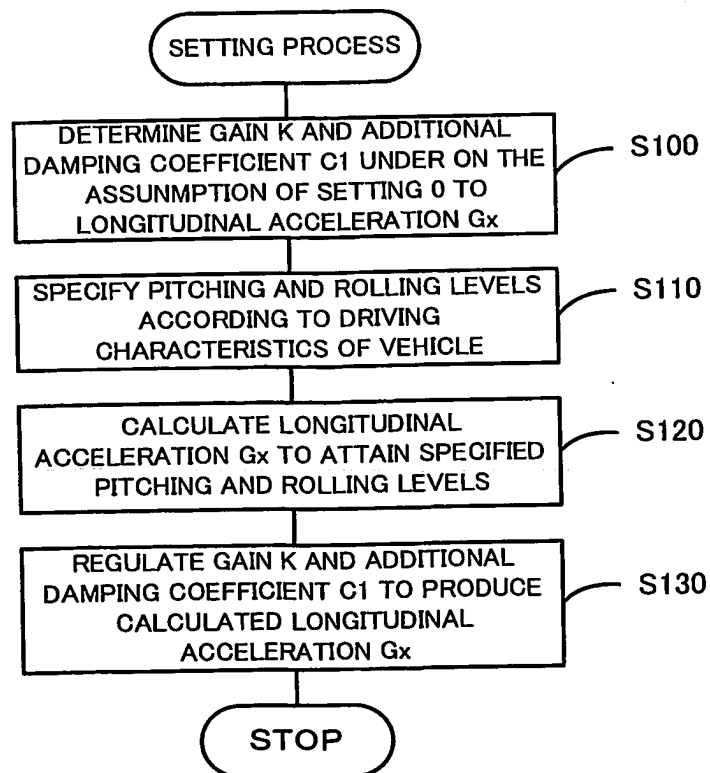 SETTING PROCESS
DETERMINE GAIN K AND ADDITIONAL
DAMPING COEFFICIENT C1 UNDER ON THE
ASSUNMPTION OF SETTING 0 TO
LONGITUDINAL ACCELERATION Gx
S100
SPECIFY PITCHING AND ROLLING LEVELS
ACCORDING TO DRIVING
CHARACTERISTICS OF VEHICLE
S110
CALCULATE LONGITUDINAL
ACCELERATION Gx TO ATTAIN SPECIFIED
PITCHING AND ROLLING LEVELS
S120
REGULATE GAIN K AND ADDITIONAL
DAMPING COEFFICIENT C1 TO PRODUCE
CALCULATED LONGITUDINAL
ACCELERATION Gx
S130
STOP